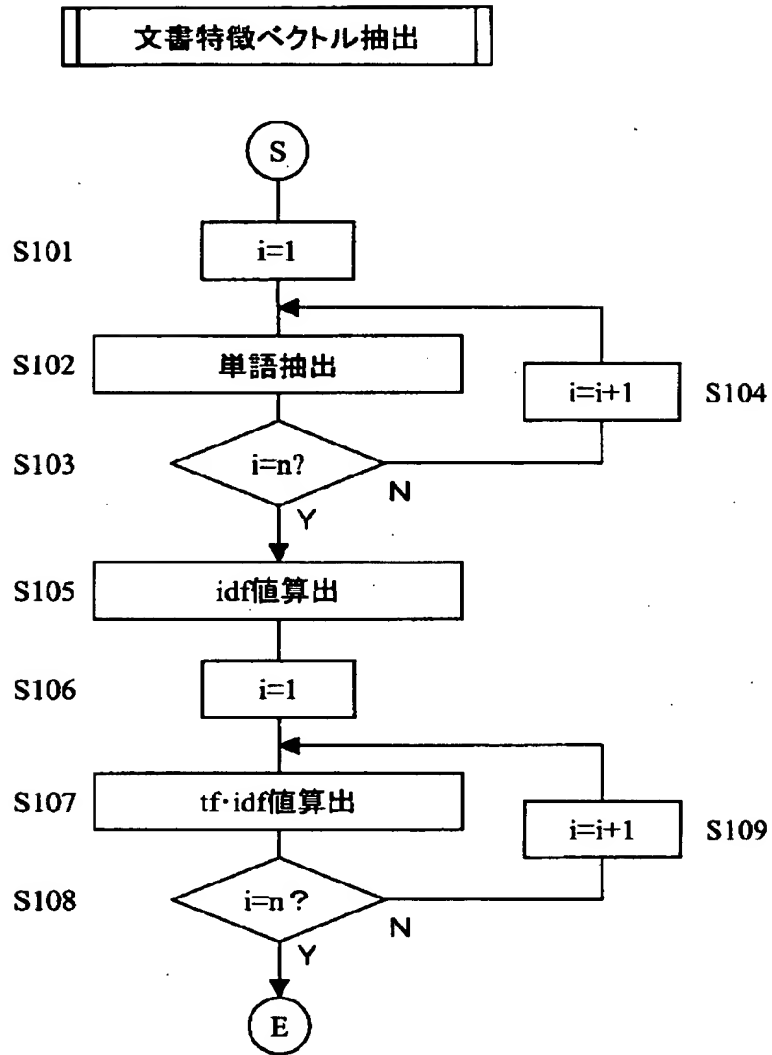 文書特徴ベクトル抽出
S
S101
i=1
S102
単語抽出
i=i+1
S104
S103
i=n?
N
Y
S105
idf値算出
S106
i=1
S107
tf・idf値算出
i=i+1
S109
S108
i=n？
N
Y
E